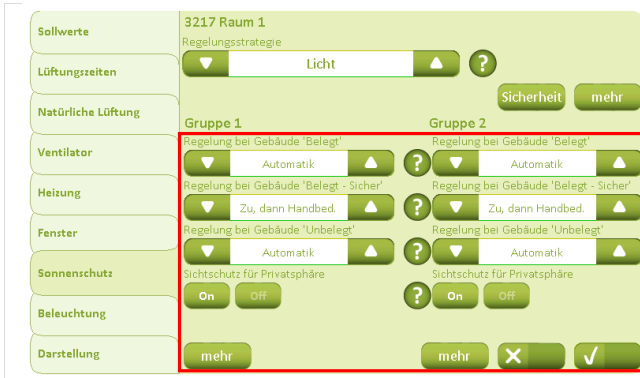 Sollwerte
Lüftungszeiten
Natürliche Lüftung
Ventilator
Heizung
Fenster
Sonnenschutz
Beleuchtung
Darstellung
3217 Raum 1
Regelungsstrategie
Licht ?
Sicherheit mehr
Gruppe 1 Gruppe 2
Regelung bei Gebäude 'Belegt' Regelung bei Gebäude 'Belegt'
Automatik ? Automatik
Regelung bei Gebäude 'Belegt - Sicher' Regelung bei Gebäude 'Belegt - Sicher'
Zu, dann Handbed. ? Zu, dann Handbed.
Regelung bei Gebäude 'Unbelegt' Regelung bei Gebäude 'Unbelegt'
Automatik ? Automatik
Sichtschutz für Privatsphäre Sichtschutz für Privatsphäre
On Off ? On Off
mehr mehr